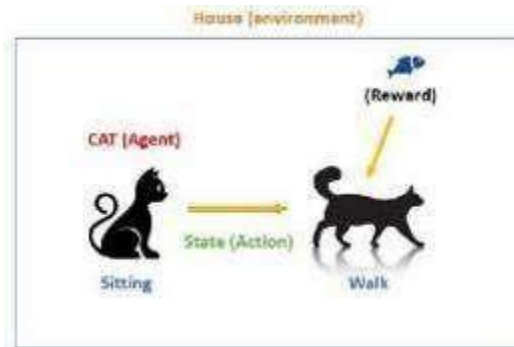 House (environment)
(Reward)
CAT (Agent)
State (Action)
Sitting
Walk